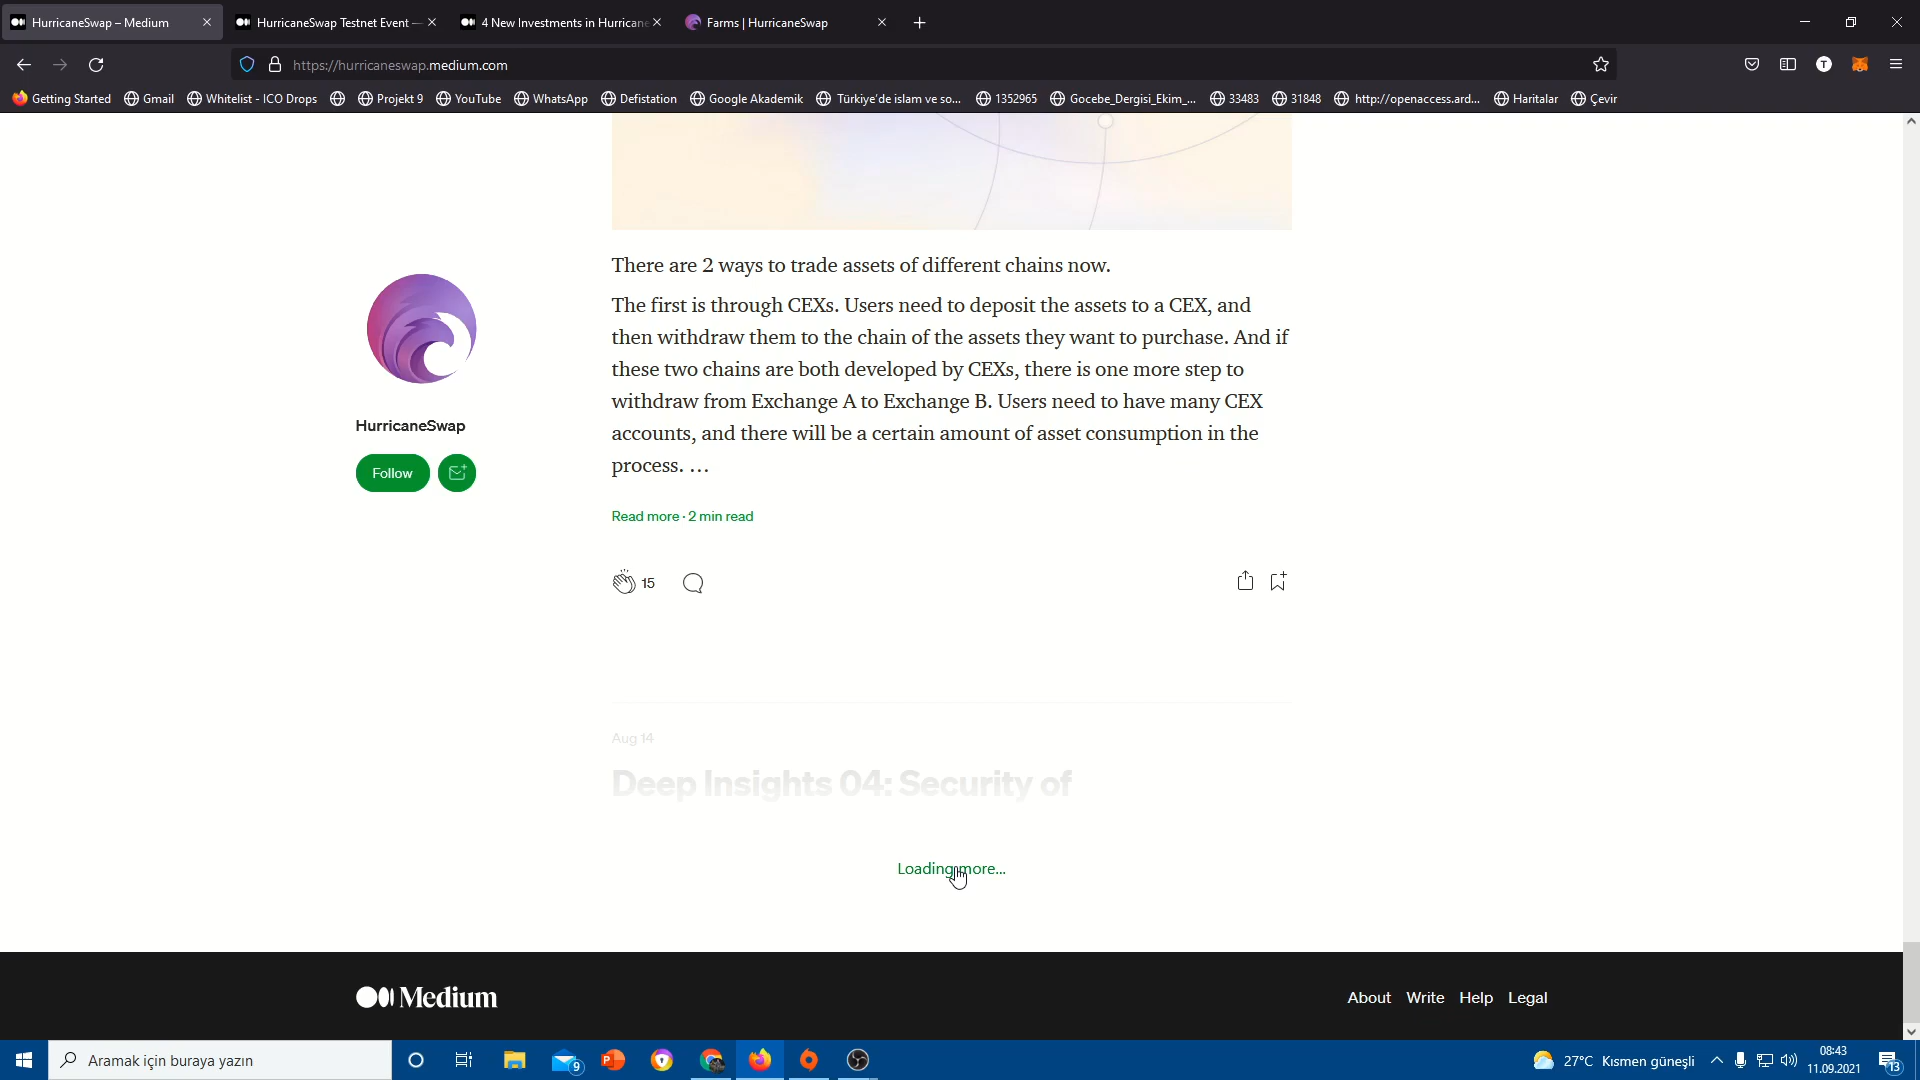 HurricaneSwap – Medium
HurricaneSwap Testnet Event —
4 New Investments in Hurricane
Farms | HurricaneSwap
https://hurricaneswap.medium.com
T
Getting Started
Gmail
Whitelist - ICO Drops
Projekt 9
YouTube
WhatsApp
Defistation
Google Akademik
Türkiye'de islam ve so...
1352965
Gocebe_Dergisi_Ekim_...
33483
31848
http://openaccess.ard...
Haritalar
Çevir
There are 2 ways to trade assets of different chains now.
The first is through CEXs. Users need to deposit the assets to a CEX, and
then withdraw them to the chain of the assets they want to purchase. And if
these two chains are both developed by CEXs, there is one more step to
withdraw from Exchange A to Exchange B. Users need to have many CEX
accounts, and there will be a certain amount of asset consumption in the
process. …
HurricaneSwap
Follow
Read more · 2 min read
15
Aug 14
Deep Insights 04: Security of
Loading more...
Medium
About Write Help Legal
Aramak için buraya yazın
9
27°C Kısmen güneşli
08:43
11.09.2021
13